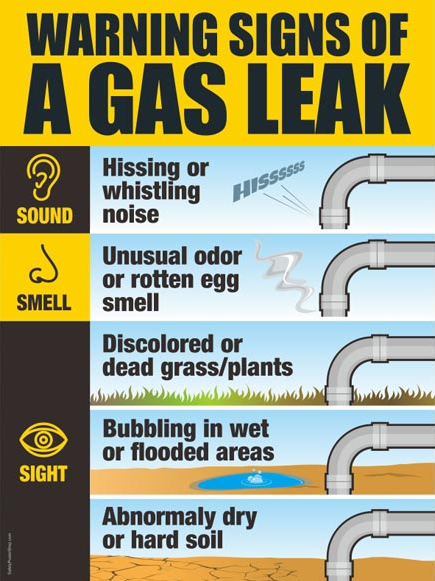 WARNING SIGNS OF
A GAS LEAK
SOUND
Hissing or
whistling
noise
HISSSSSS
SMELL
Unusual odor
or rotten egg
smell
SIGHT
Discolored or
dead grass/plants
Bubbling in wet
or flooded areas
Abnormaly dry
or hard soil